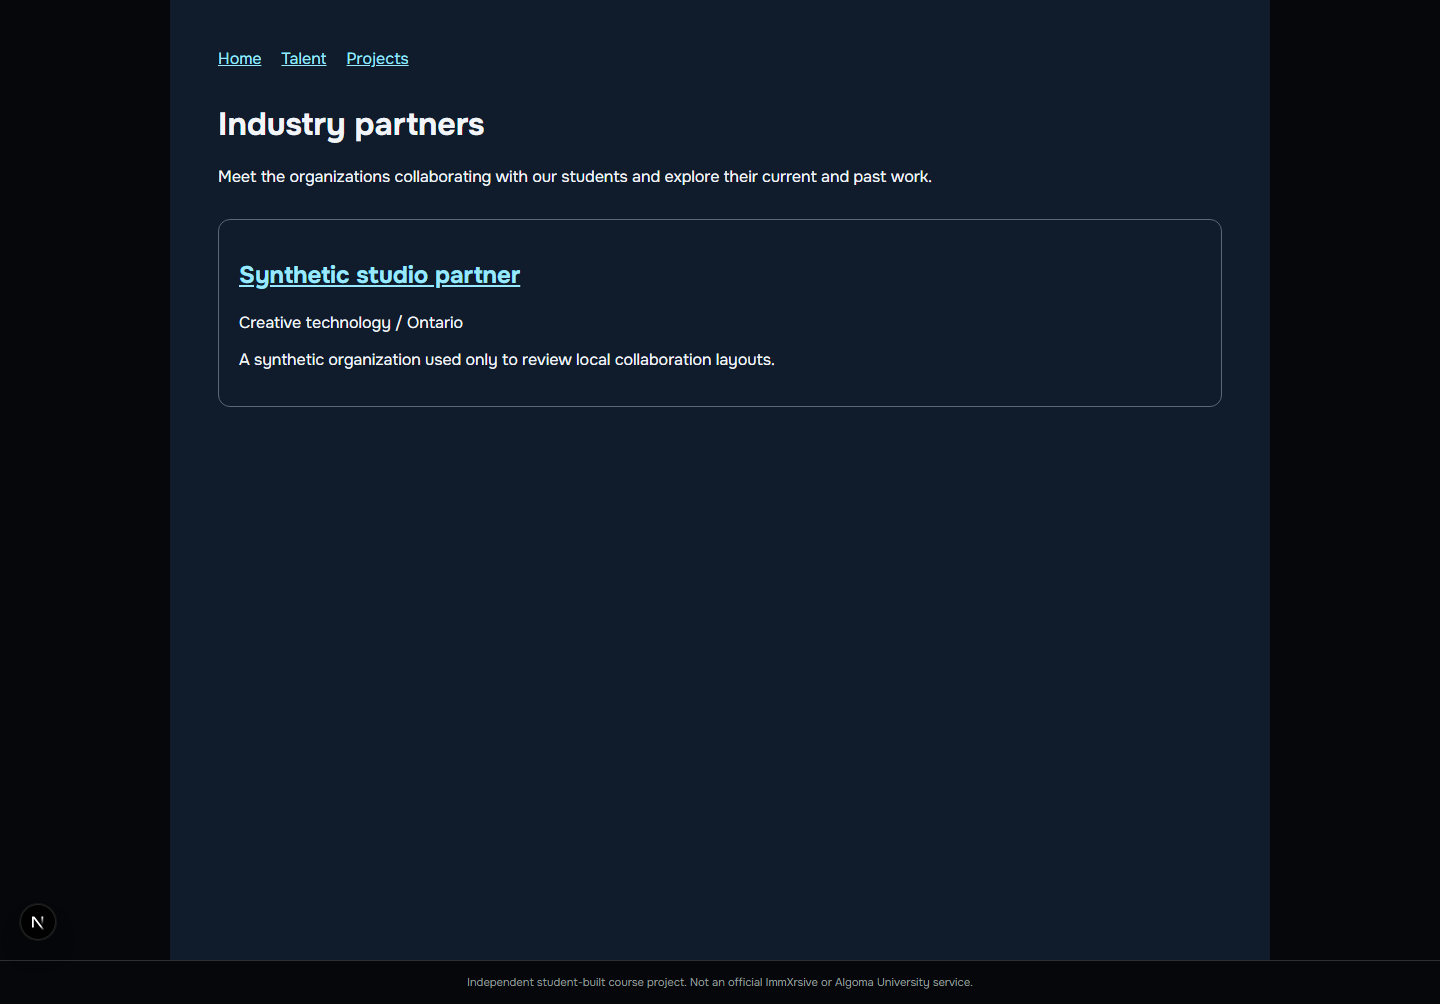 Home Talent Projects
Industry partners
Meet the organizations collaborating with our students and explore their current and past work.
Synthetic studio partner
Creative technology / Ontario
A synthetic organization used only to review local collaboration layouts.
N
Independent student-built course project. Not an official ImmXrsive or Algoma University service.